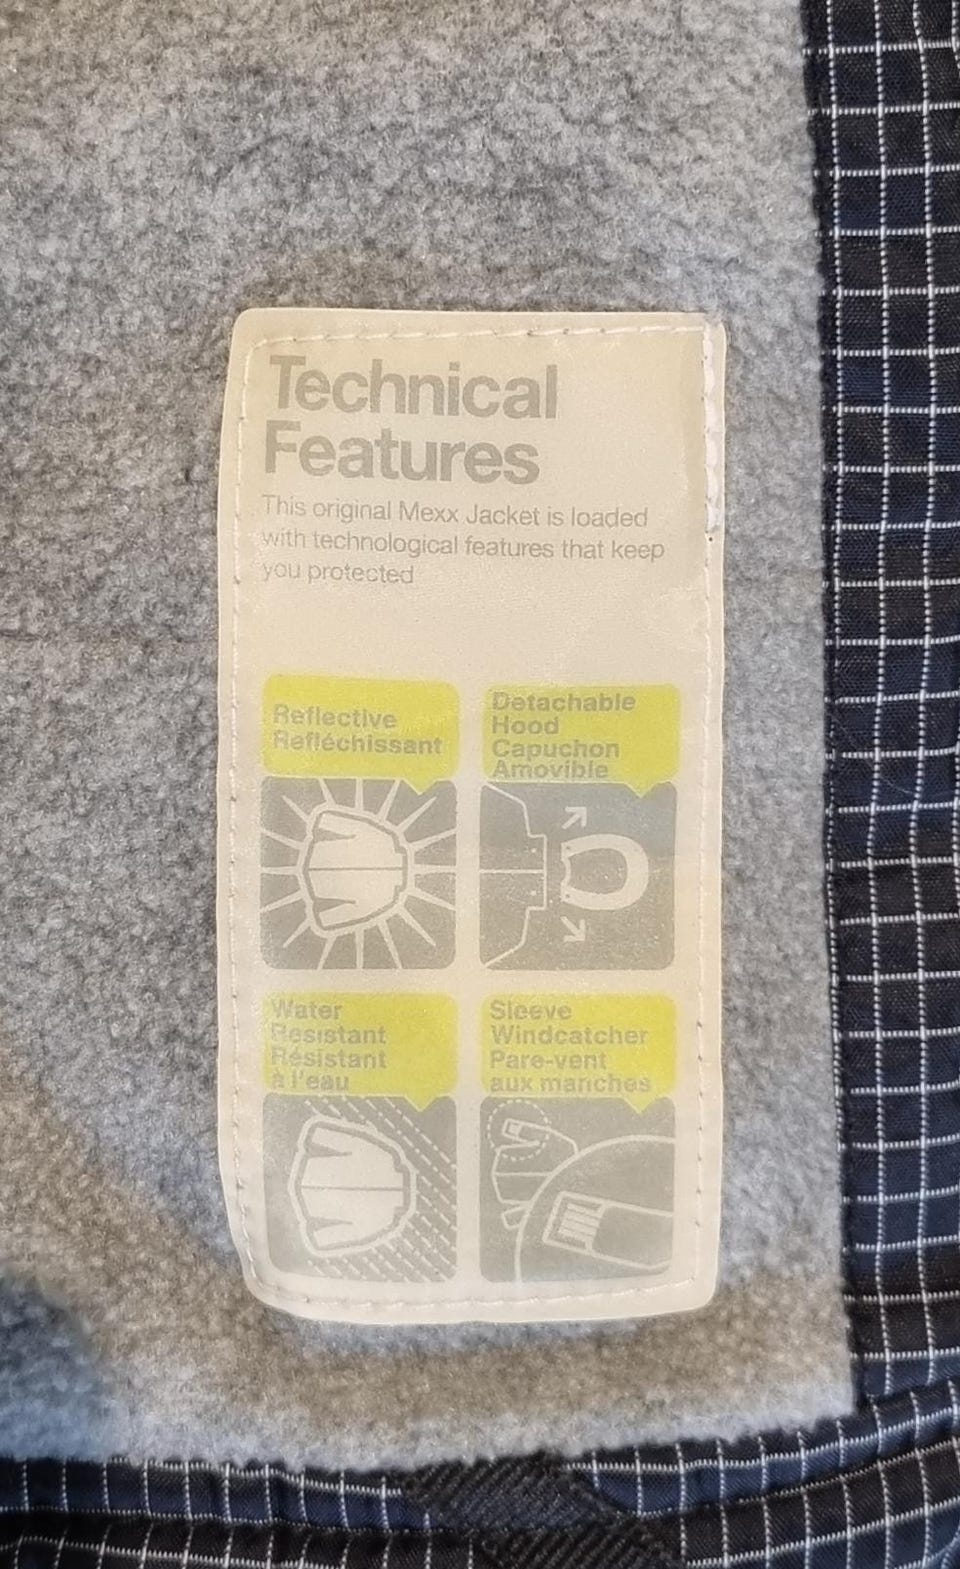 Technical
Features
This original Mexx Jacket is loaded
with technological features that keep
you protected
Reflective
Refléchissant
Detachable
Hood
Capuchon
Amovible
Water
Resistant
Résistant
à l'eau
Sleeve
Windcatcher
Pare-vent
aux manches